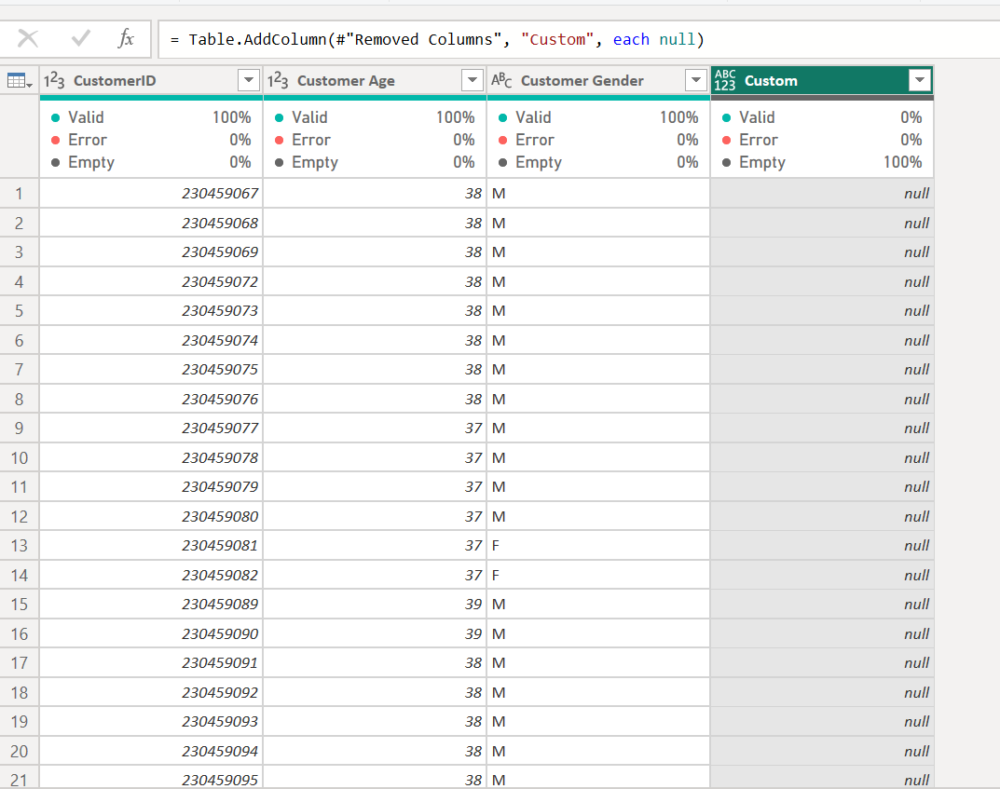 fx = Table.AddColumn(#"Removed Columns", "Custom", each null)
123 CustomerID 123 Customer Age ABC Customer Gender ABC 123 Custom
Valid 100% Valid 100% Valid 100% Valid 0%
Error 0% Error 0% Error 0% Error 0%
Empty 0% Empty 0% Empty 0% Empty 100%
1 230459067 38 M null
2 230459068 38 M null
3 230459069 38 M null
4 230459072 38 M null
5 230459073 38 M null
6 230459074 38 M null
7 230459075 38 M null
8 230459076 38 M null
9 230459077 37 M null
10 230459078 37 M null
11 230459079 37 M null
12 230459080 37 M null
13 230459081 37 F null
14 230459082 37 F null
15 230459089 39 M null
16 230459090 39 M null
17 230459091 38 M null
18 230459092 38 M null
19 230459093 38 M null
20 230459094 38 M null
21 230459095 38 M null